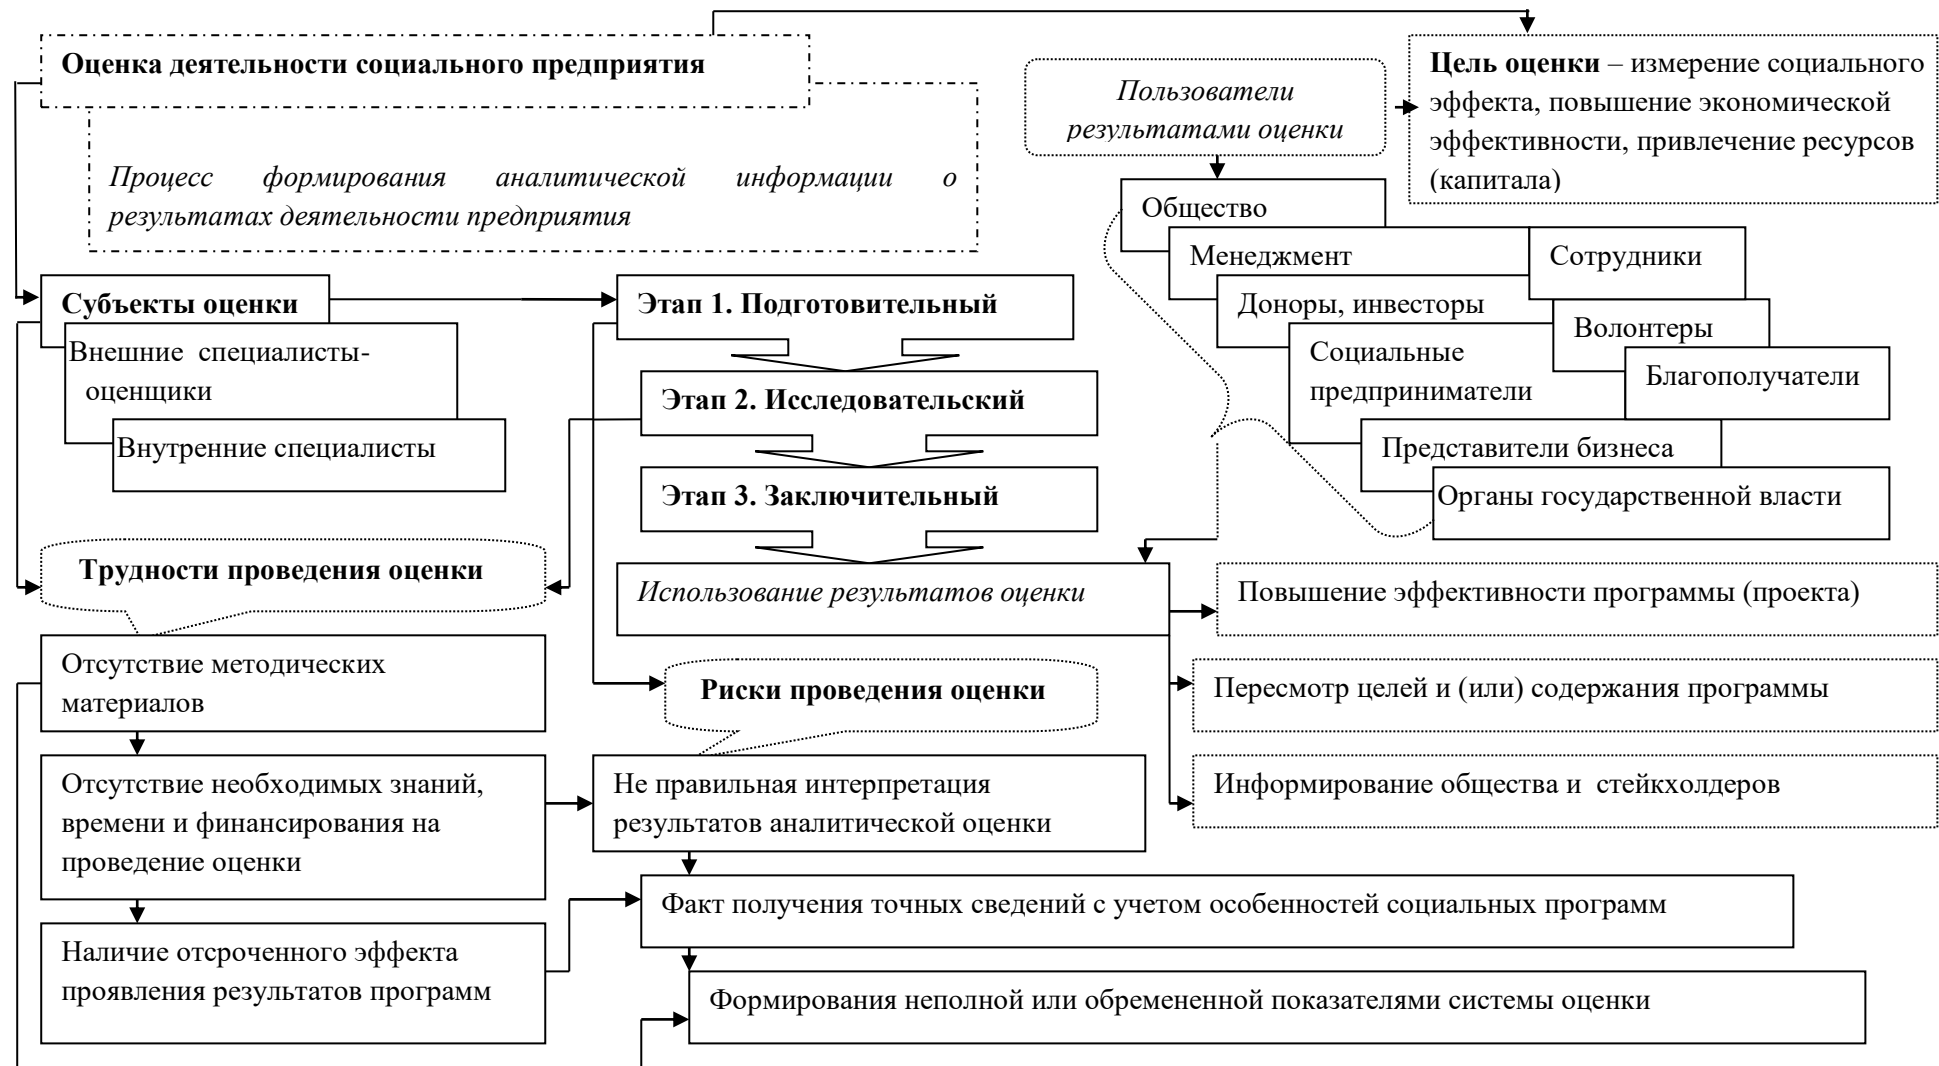 Оценка деятельности социального предприятия
Процесс формирования аналитической информации о
результатах деятельности предприятия
Пользователи
результатами оценки
Цель оценки – измерение социального
эффекта, повышение экономической
эффективности, привлечение ресурсов
(капитала)
Общество
Менеджмент
Сотрудники
Доноры, инвесторы
Волонтеры
Социальные
предприниматели
Благополучатели
Представители бизнеса
Органы государственной власти
Субъекты оценки
Внешние специалисты-
оценщики
Внутренние специалисты
Этап 1. Подготовительный
Этап 2. Исследовательский
Этап 3. Заключительный
Использование результатов оценки
Повышение эффективности программы (проекта)
Пересмотр целей и (или) содержания программы
Информирование общества и стейкхолдеров
Трудности проведения оценки
Отсутствие методических
материалов
Отсутствие необходимых знаний,
времени и финансирования на
проведение оценки
Наличие отсроченного эффекта
проявления результатов программ
Риски проведения оценки
Не правильная интерпретация
результатов аналитической оценки
Факт получения точных сведений с учетом особенностей социальных программ
Формирования неполной или обремененной показателями системы оценки